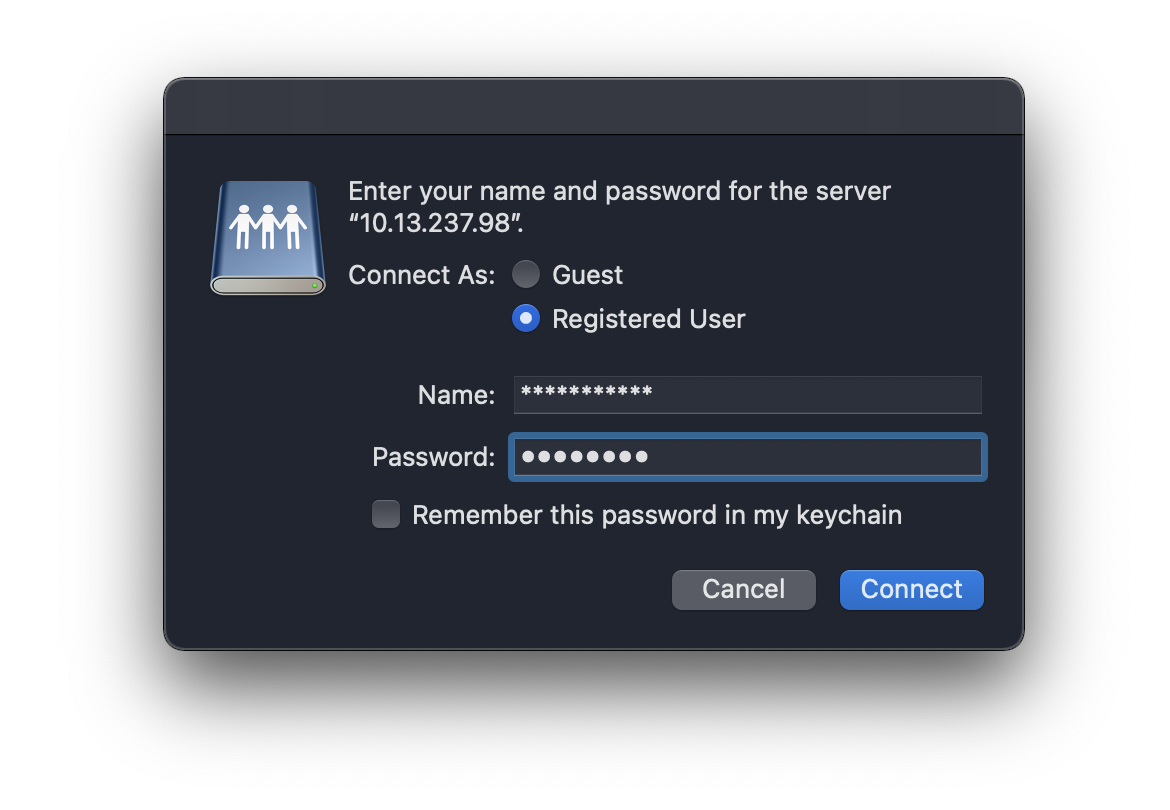 Enter your name and password for the server
“10.13.237.98”.
Connect As: Guest
Registered User
Name: ***********
Password: ●●●●●●●●
Remember this password in my keychain
Cancel Connect